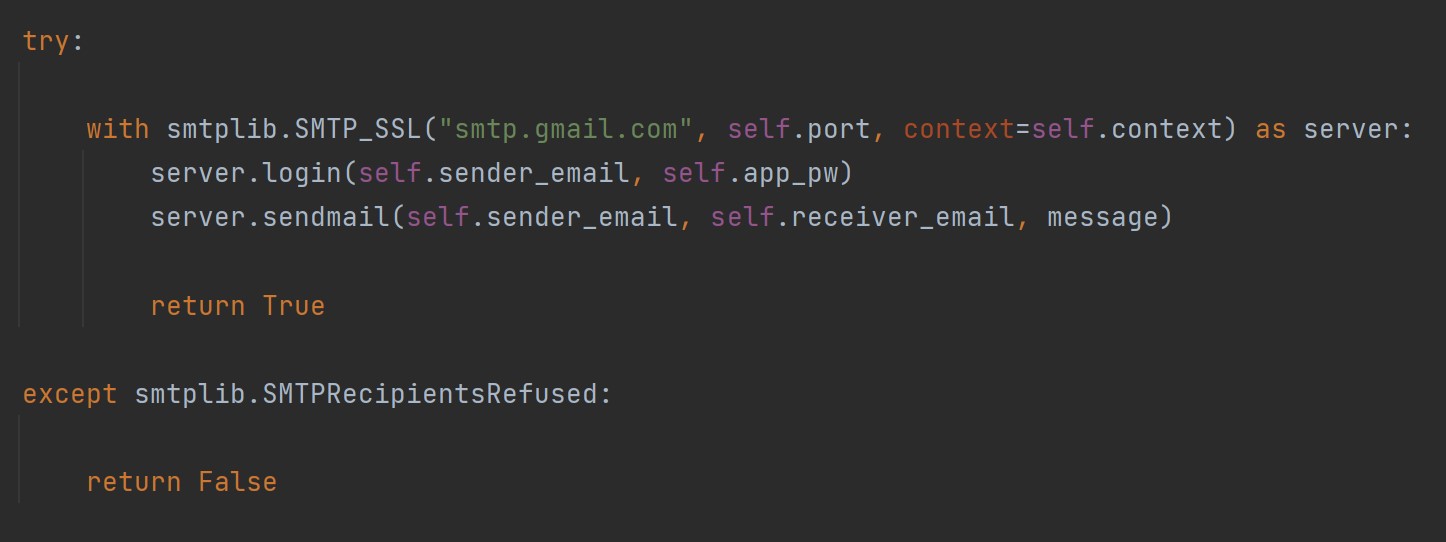 try:
with smtplib.SMTP_SSL("smtp.gmail.com", self.port, context=self.context) as server:
server.login(self.sender_email, self.app_pw)
server.sendmail(self.sender_email, self.receiver_email, message)
return True
except smtplib.SMTPRecipientsRefused:
return False